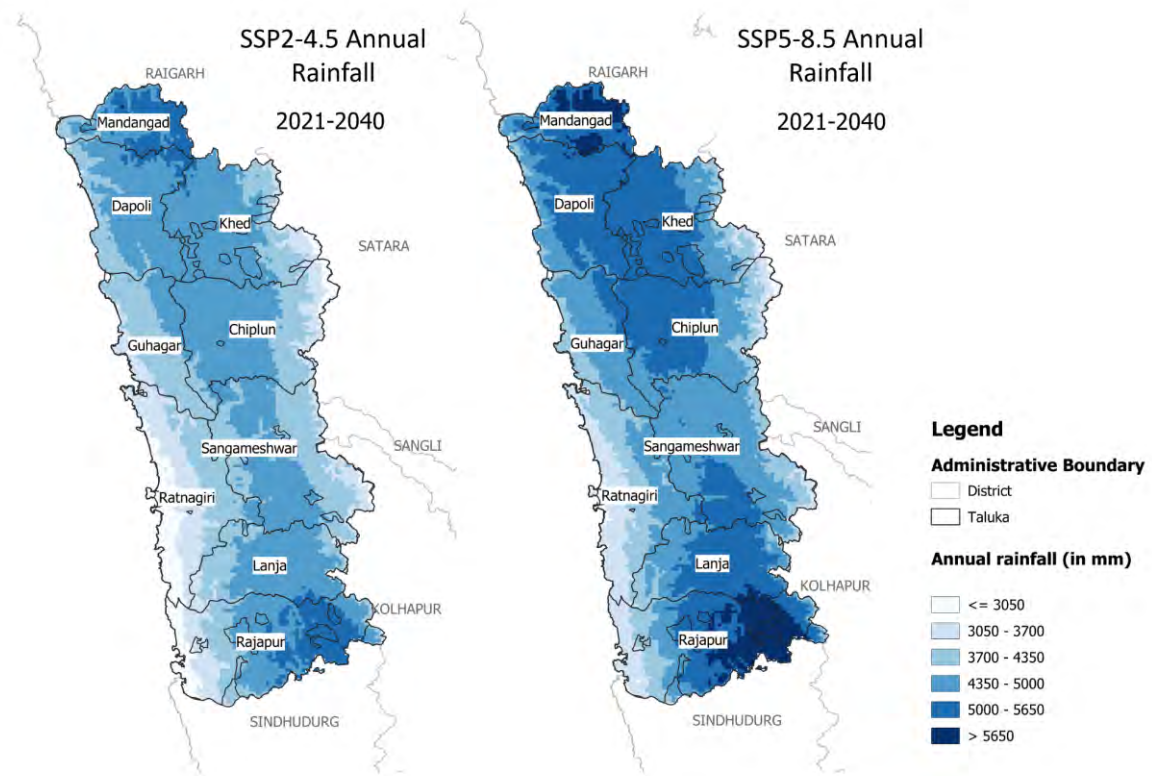 SSP2-4.5 Annual
Rainfall
2021-2040
RAIGARH
Mandangad
Dapoli
Khed
SATARA
Chiplun
Guhagar
Sangameshwar
SANGLI
Ratnagiri
Lanja
KOLHAPUR
Rajapur
SINDHUDURG
SSP5-8.5 Annual
Rainfall
2021-2040
RAIGARH
Mandangad
Dapoli
Khed
SATARA
Chiplun
Guhagar
Sangameshwar
SANGLI
Ratnagiri
Lanja
KOLHAPUR
Rajapur
SINDHUDURG
Legend
Administrative Boundary
District
Taluka
Annual rainfall (in mm)
<= 3050
3050 - 3700
3700 - 4350
4350 - 5000
5000 - 5650
> 5650